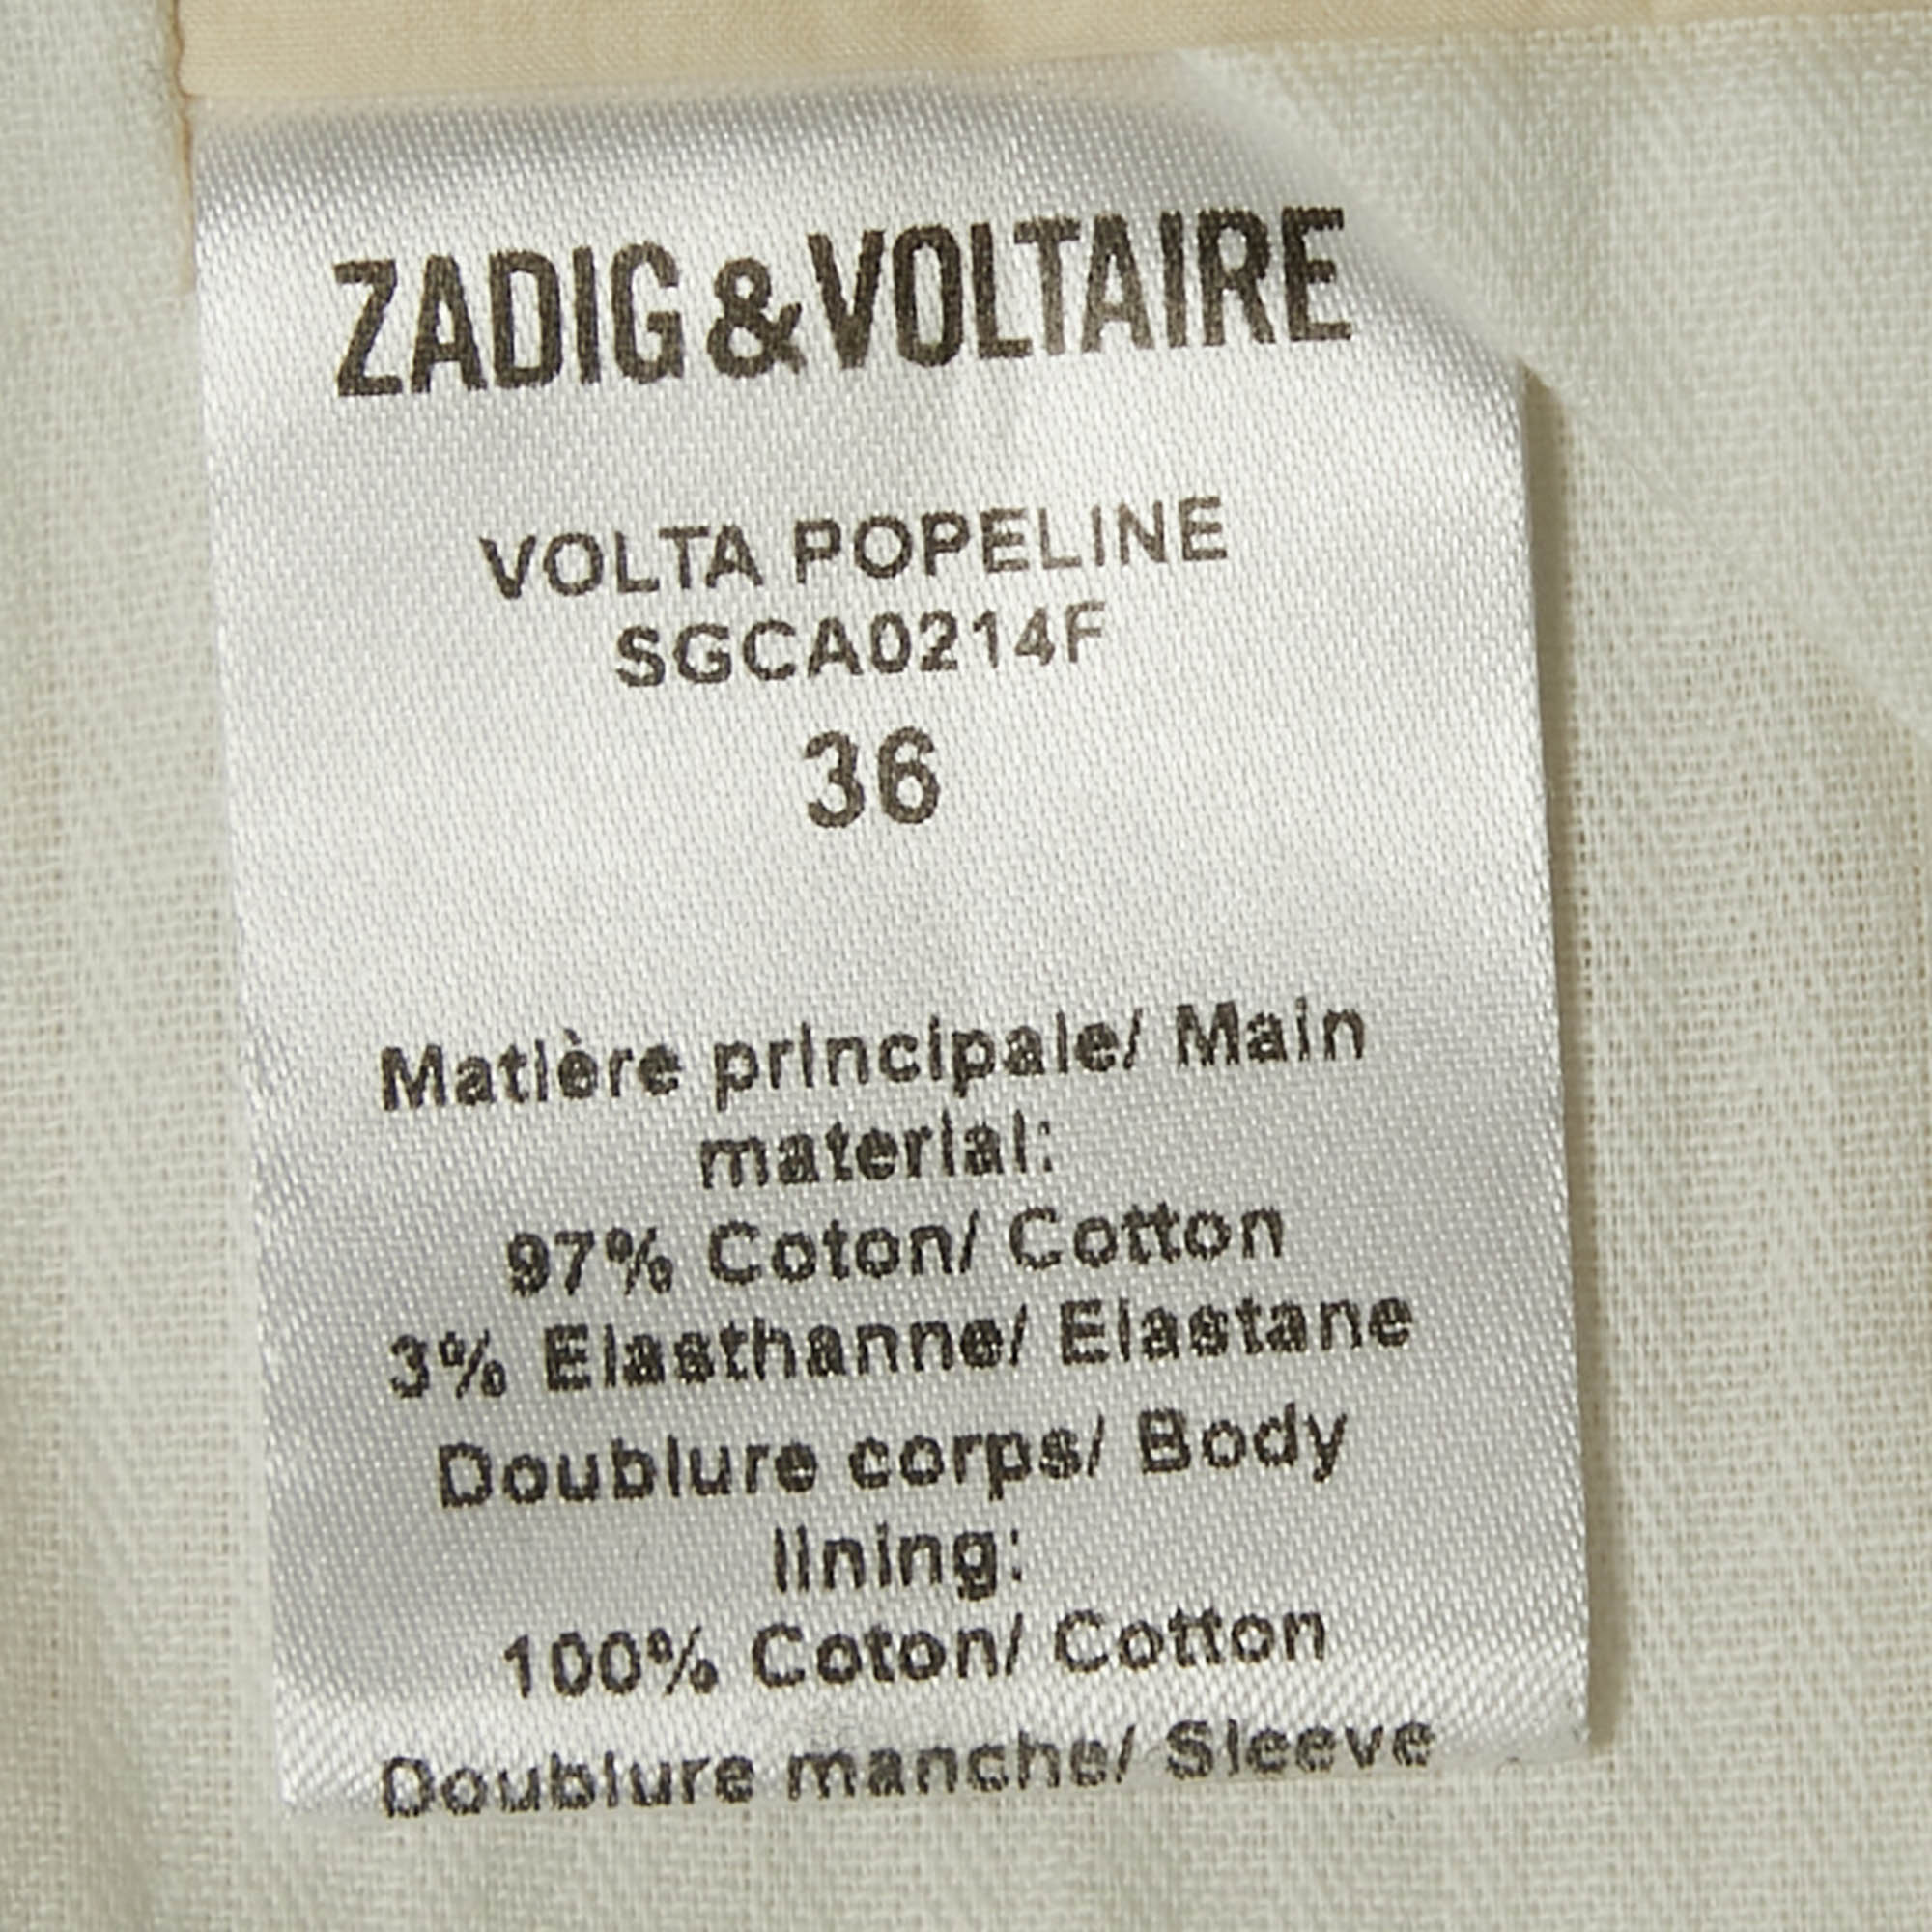 ZADIG & VOLTAIRE
VOLTA POPELINE
SGCA0214F
36
Matière principale/ Main
material:
97% Coton/ Cotton
3% Elasthanne/ Elastane
Doublure corps/ Body
lining:
100% Coton/ Cotton
Doublure manche/ Sleeve